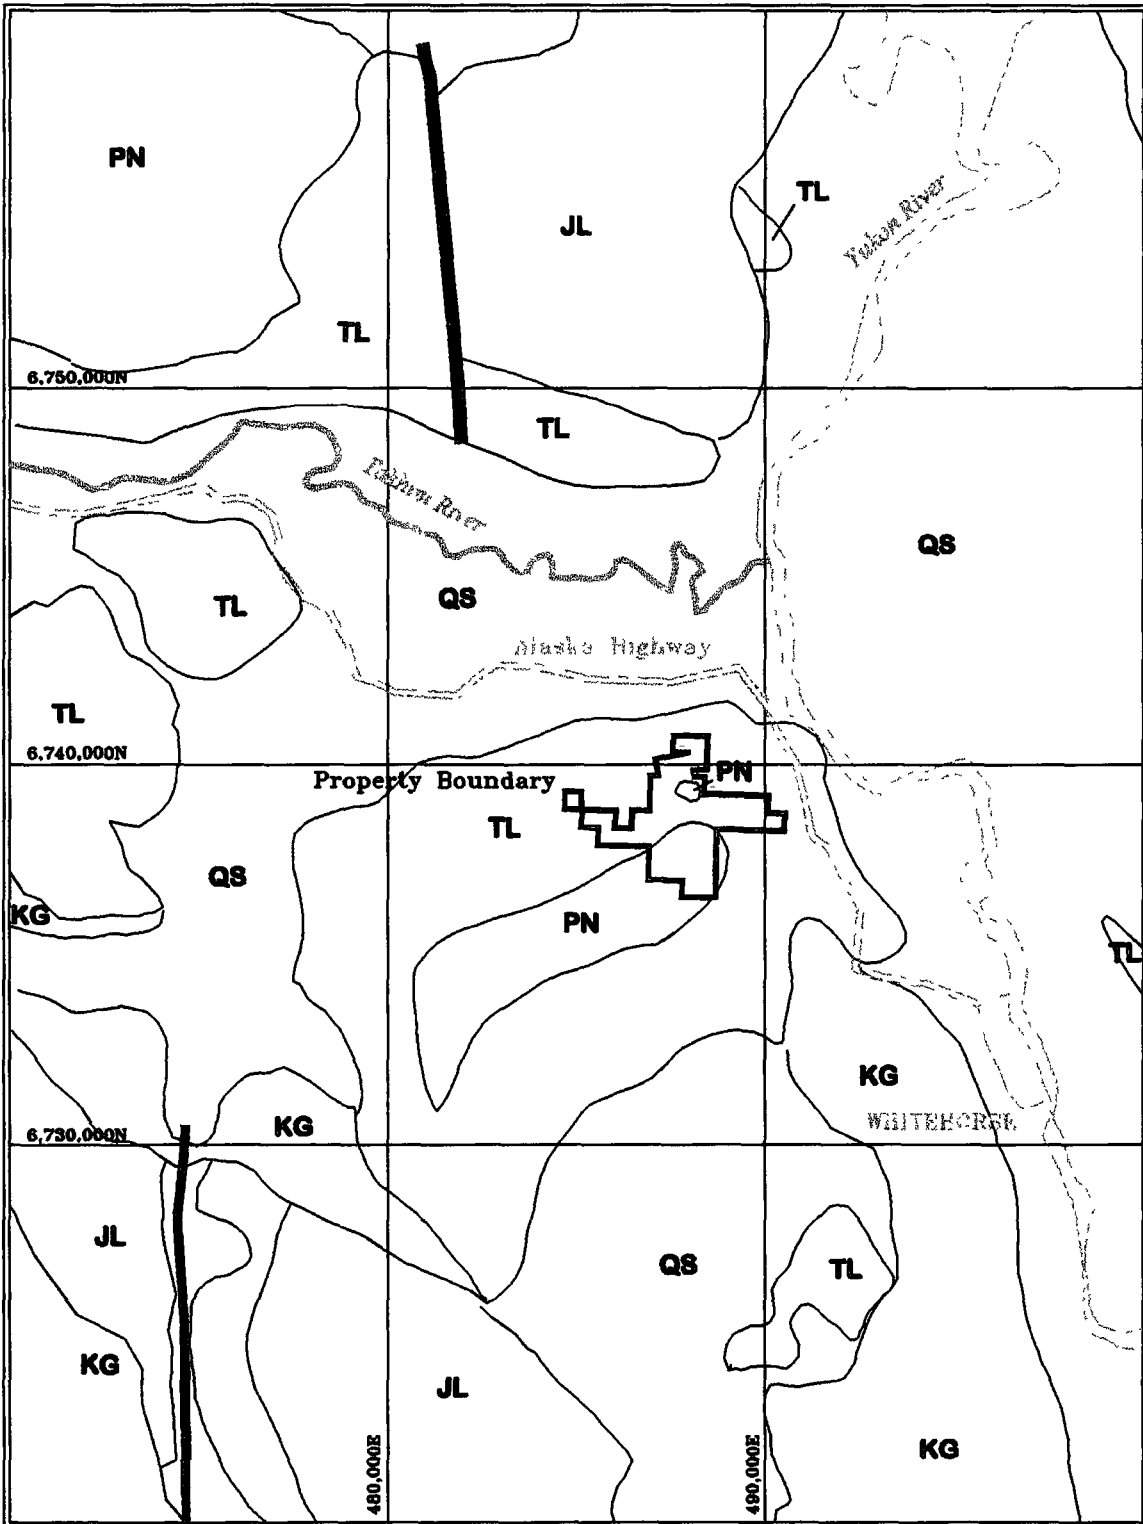 PN
TL
JL
Yukon River
TL
6,750,000N
TL
Takhini River
QS
QS
TL
Alaska Highway
TL
6,740,000N
PN
Property Boundary
TL
QS
KG
PN
TL
KG
KG
WHITEHORSE
6,730,000N
JL
QS
TL
KG
JL
480,000E
490,000E
KG